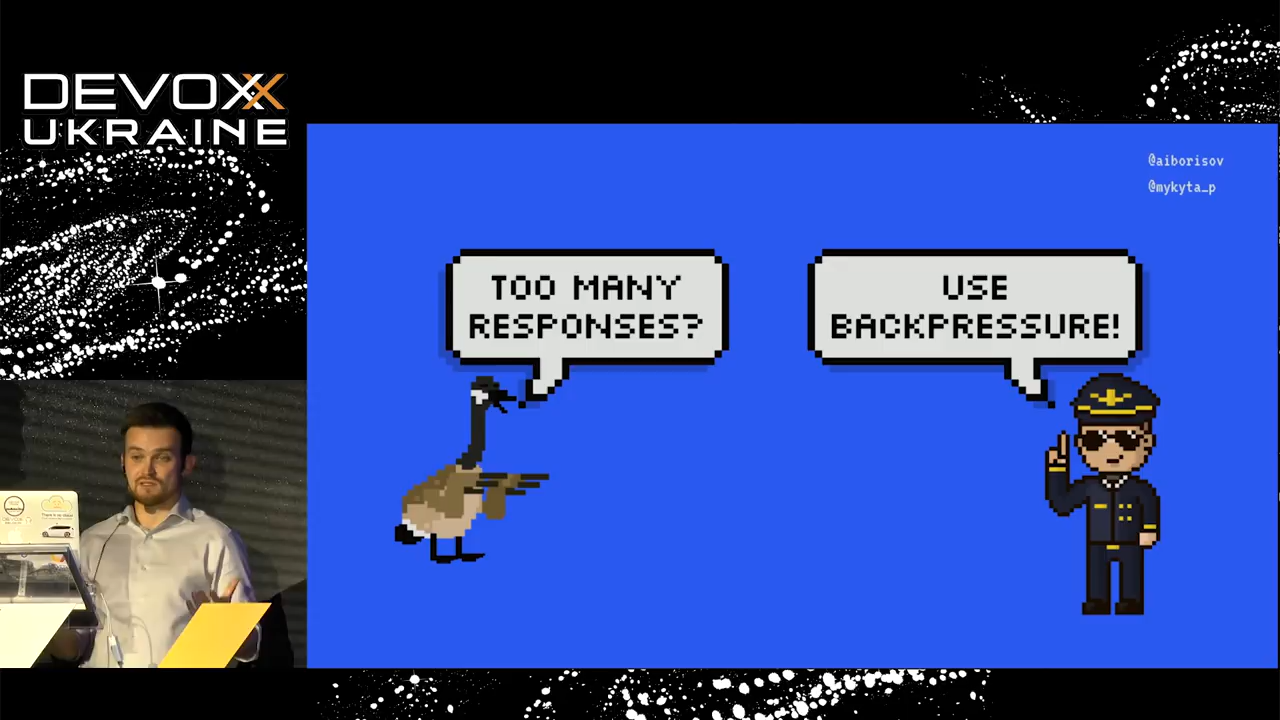 DEVOXX
UKRAINE
@aiborisov
@mykyta_p
TOO MANY
RESPONSES?
USE
BACKPRESSURE!